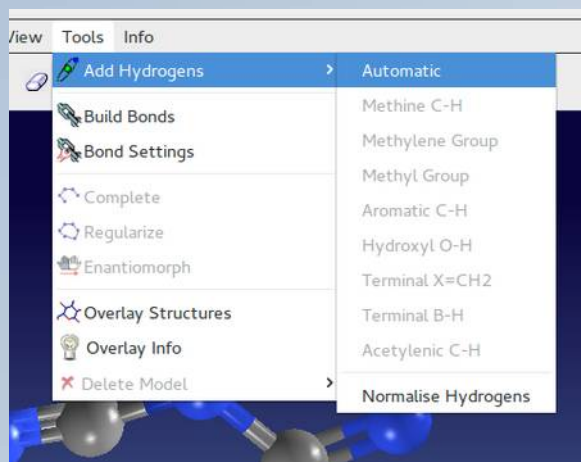 View Tools Info
Add Hydrogens
Build Bonds
Bond Settings
Complete
Regularize
Enantiomorph
Overlay Structures
Overlay Info
Delete Model
Automatic
Methine C-H
Methylene Group
Methyl Group
Aromatic C-H
Hydroxyl O-H
Terminal X=CH2
Terminal B-H
Acetylenic C-H
Normalise Hydrogens